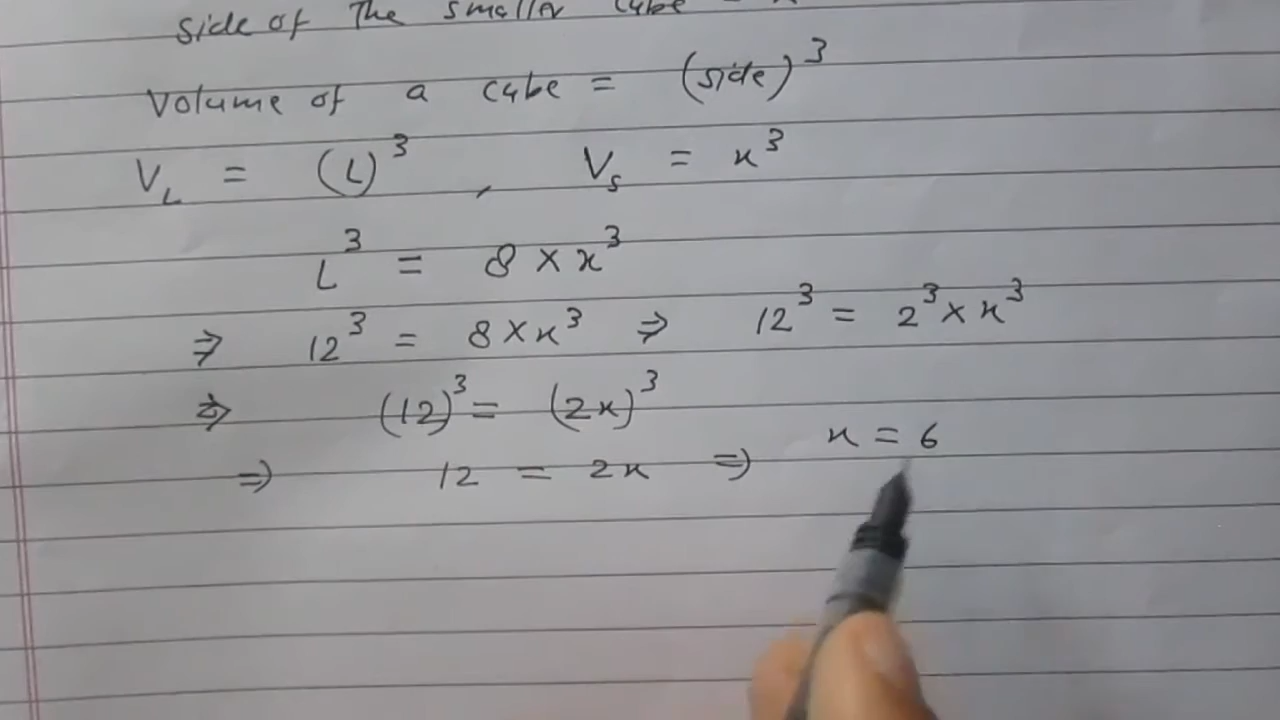 side of The smaller cube =
Volume of a cube = (side)³
V_L = (L)³ , V_s = x³
L³ = 8 × x³
⇒ 12³ = 8 × x³ ⇒ 12³ = 2³ × x³
⇒ (12)³ = (2x)³
⇒ 12 = 2x ⇒ x = 6